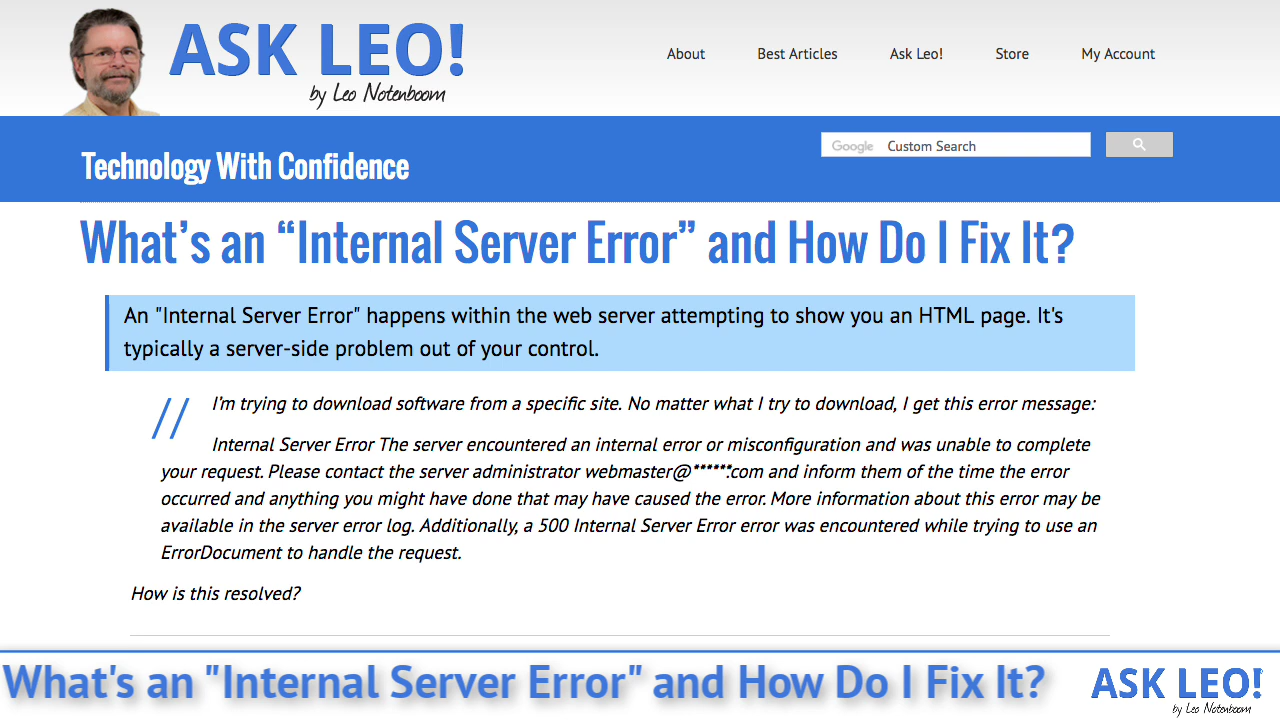 ASK LEO!
by Leo Notenboom
About Best Articles Ask Leo! Store My Account
Google Custom Search
Technology With Confidence
What’s an “Internal Server Error” and How Do I Fix It?
An "Internal Server Error" happens within the web server attempting to show you an HTML page. It's
typically a server-side problem out of your control.
// I’m trying to download software from a specific site. No matter what I try to download, I get this error message:
Internal Server Error The server encountered an internal error or misconfiguration and was unable to complete
your request. Please contact the server administrator webmaster@******.com and inform them of the time the error
occurred and anything you might have done that may have caused the error. More information about this error may be
available in the server error log. Additionally, a 500 Internal Server Error error was encountered while trying to use an
ErrorDocument to handle the request.
How is this resolved?
What's an "Internal Server Error" and How Do I Fix It?
ASK LEO!
by Leo Notenboom